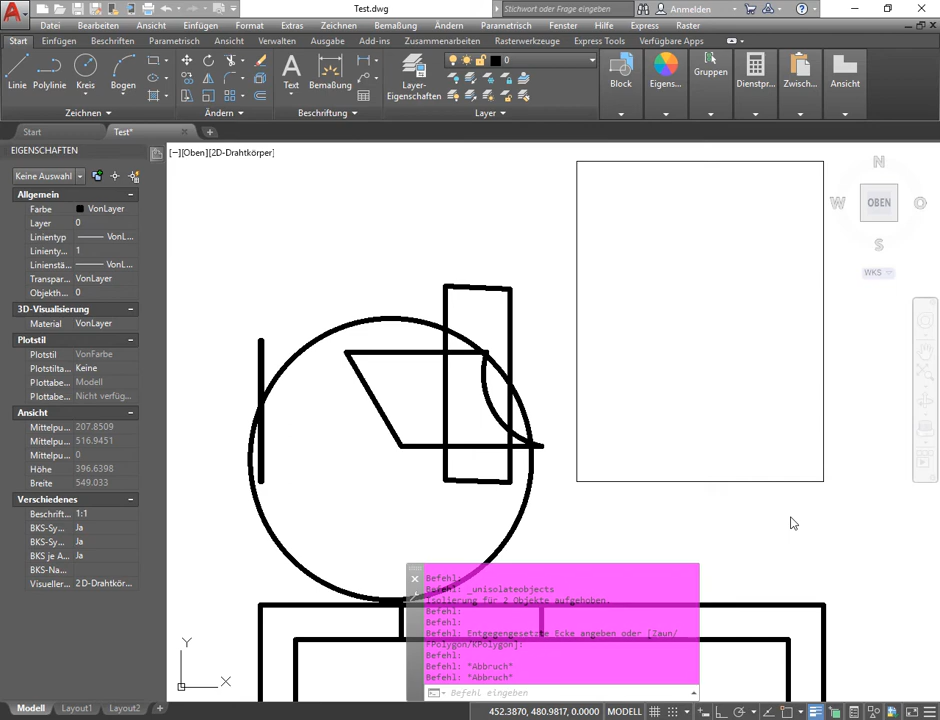 Test.dwg
Stichwort oder Frage eingeben
Anmelden
Datei Bearbeiten Ansicht Einfügen Format Extras Zeichnen Bemaßung Ändern Parametrisch Fenster Hilfe Express Raster
Start Einfügen Beschriften Parametrisch Ansicht Verwalten Ausgabe Add-ins Zusammenarbeiten Rasterwerkzeuge Express Tools Verfügbare Apps
Linie Polylinie Kreis Bogen
Text Bemaßung
Layer-
Eigenschaften
0
Block Eigens... Gruppen Dienstpr... Zwisch... Ansicht
Zeichnen Ändern Beschriftung Layer
Start Test*
EIGENSCHAFTEN
[−][Oben][2D-Drahtkörper]
Keine Auswahl
Allgemein
Farbe VonLayer
Layer 0
Linientyp VonL...
Linienty... 1
Linienstä... VonL...
Transpar... VonLayer
Objekthö... 0
3D-Visualisierung
Material VonLayer
Plotstil
Plotstil VonFarbe
Plotstilta... Keine
Plottabe... Modell
Plottabe... Nicht verfüg...
Ansicht
Mittelpu... 207.8509
Mittelpu... 516.9451
Mittelpu... 0
Höhe 396.6398
Breite 549.033
Verschiedenes
Beschrift... 1:1
BKS-Sy... Ja
BKS je A... Ja
BKS-Sy... Ja
BKS-Na...
Visueller... 2D-Drahtkör...
N
W OBEN O
S
WKS
Befehl:
Befehl: _unisolateobjects
Isolierung für 2 Objekte aufgehoben.
Befehl:
Befehl:
Befehl: Entgegengesetzte Ecke angeben oder [Zaun/
FPolygon/KPolygon]:
Befehl:
Befehl: *Abbruch*
Befehl: *Abbruch*
Befehl eingeben
Y
X
Modell Layout1 Layout2 +
452.3870, 480.9817, 0.0000 MODELL